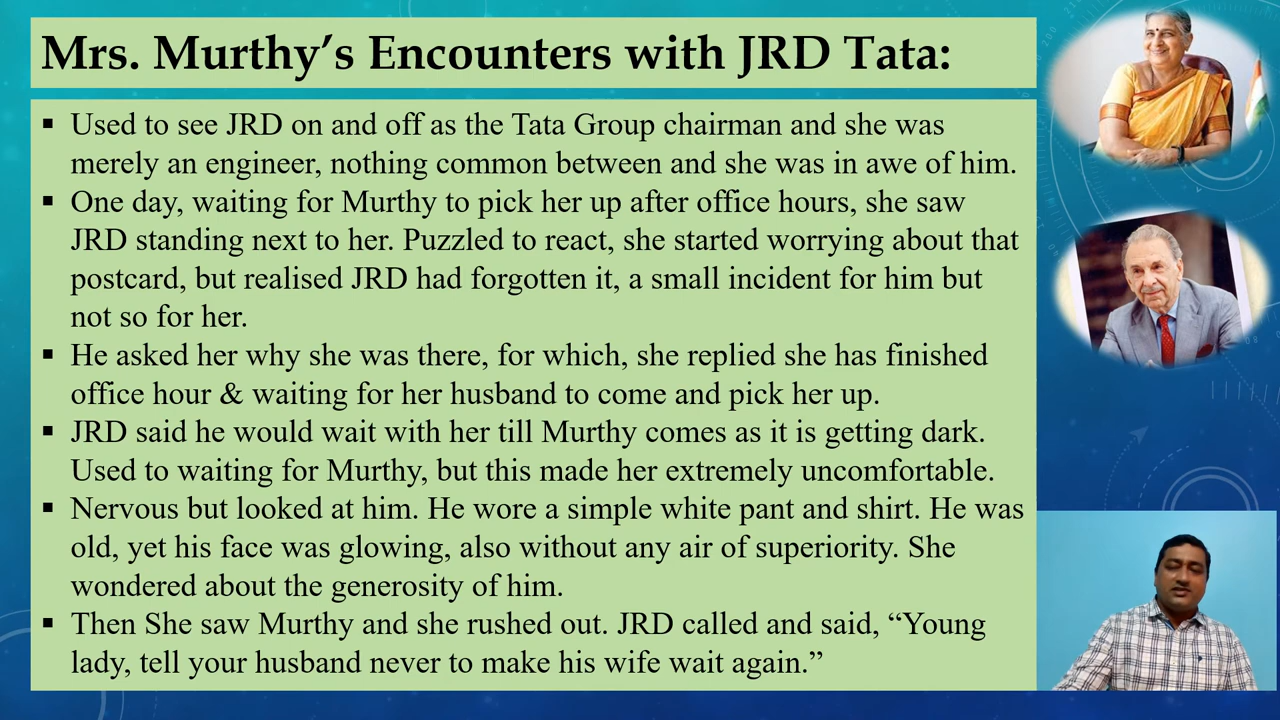 Mrs. Murthy’s Encounters with JRD Tata:
▪ Used to see JRD on and off as the Tata Group chairman and she was
merely an engineer, nothing common between and she was in awe of him.
▪ One day, waiting for Murthy to pick her up after office hours, she saw
JRD standing next to her. Puzzled to react, she started worrying about that
postcard, but realised JRD had forgotten it, a small incident for him but
not so for her.
▪ He asked her why she was there, for which, she replied she has finished
office hour & waiting for her husband to come and pick her up.
▪ JRD said he would wait with her till Murthy comes as it is getting dark.
Used to waiting for Murthy, but this made her extremely uncomfortable.
▪ Nervous but looked at him. He wore a simple white pant and shirt. He was
old, yet his face was glowing, also without any air of superiority. She
wondered about the generosity of him.
▪ Then She saw Murthy and she rushed out. JRD called and said, “Young
lady, tell your husband never to make his wife wait again.”